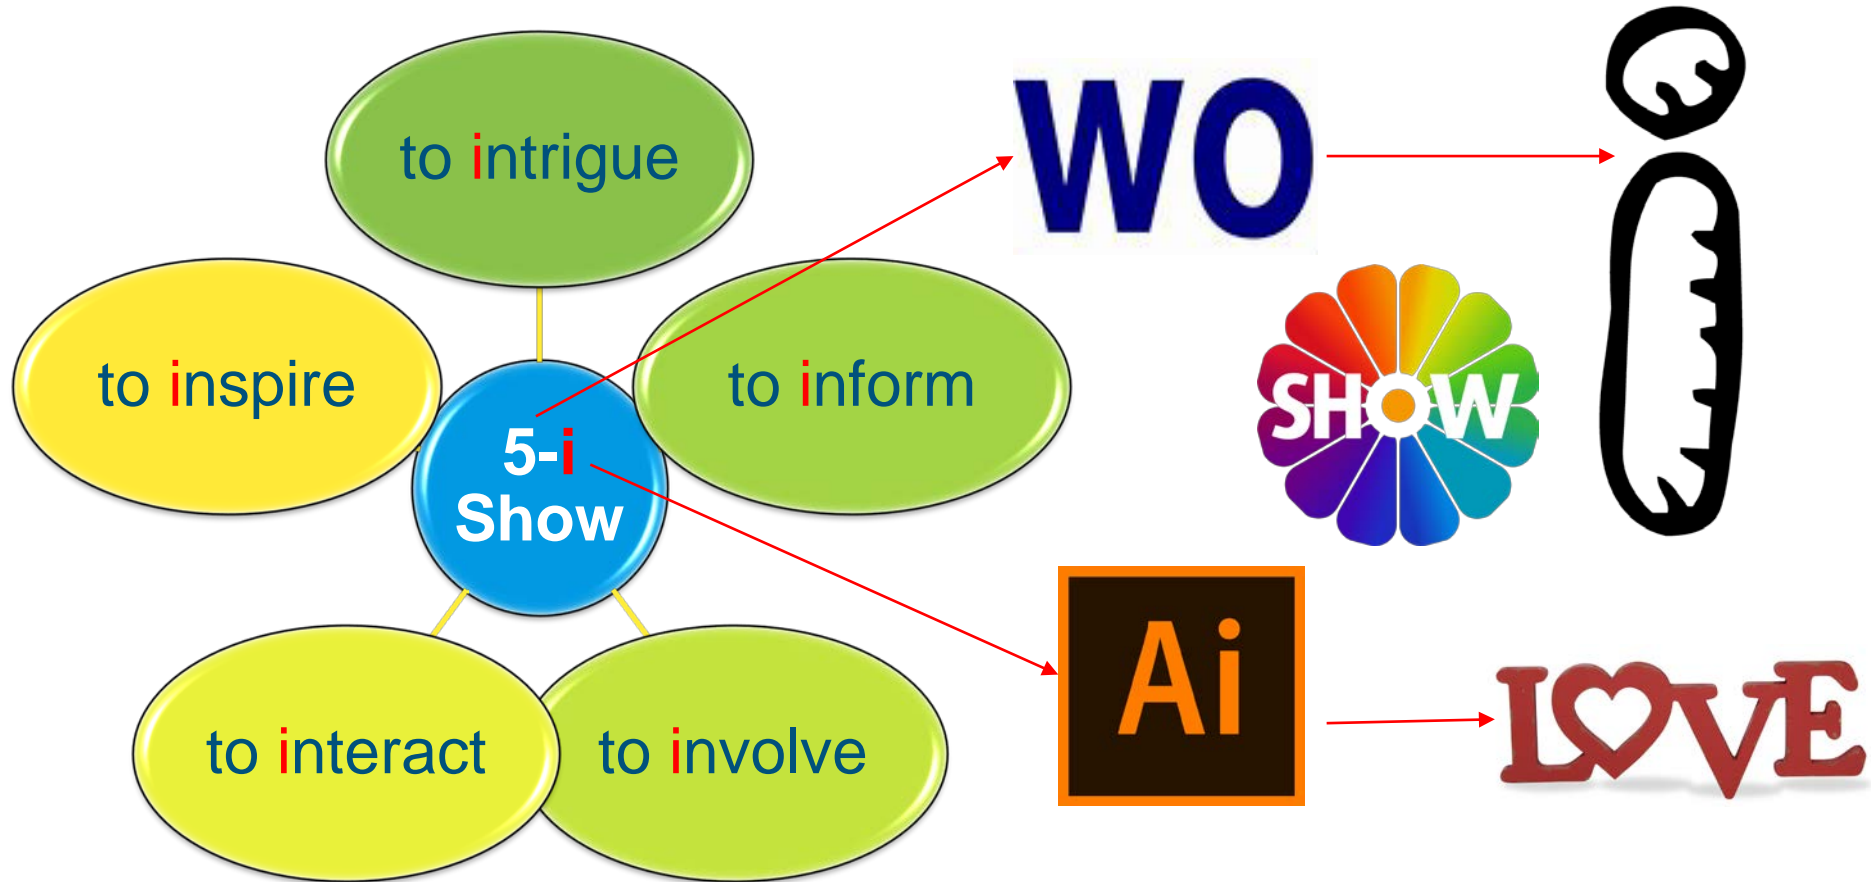 to intrigue
to inspire
5-i
Show
to inform
to interact
to involve
WO
i
SHOW
Ai
LOVE